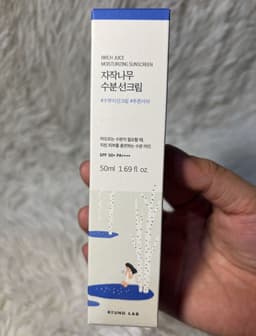 BIRCH JUICE
MOISTURIZING SUNSCREEN
자작나무
수분 선크림
SPF 50+ PA++++
50ml 1.69 fl oz
ROUND LAB